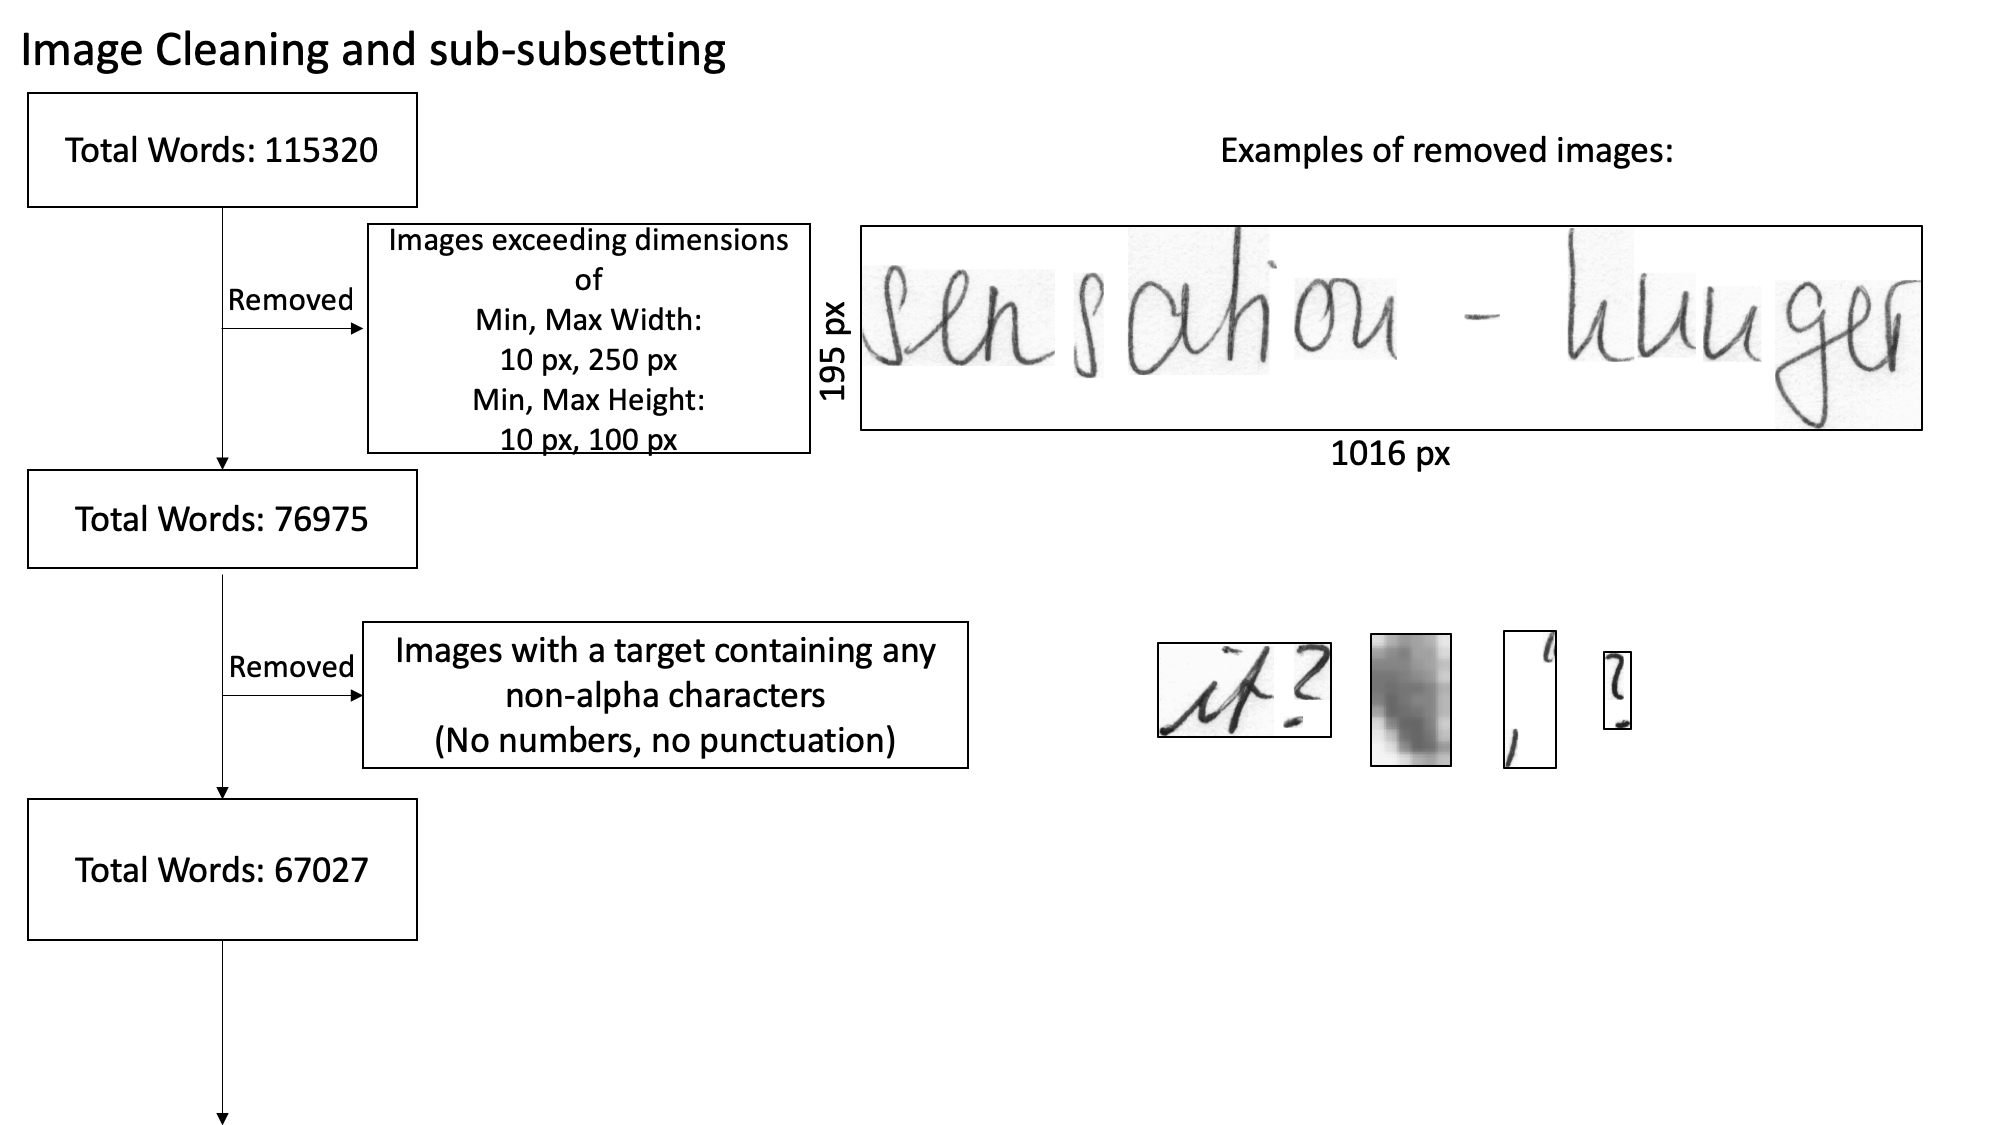 Image Cleaning and sub-subsetting
Total Words: 115320
Examples of removed images:
Removed
Images exceeding dimensions
of
Min, Max Width:
10 px, 250 px
Min, Max Height:
10 px, 100 px
195 px
sensation - hunger
1016 px
Total Words: 76975
Removed
Images with a target containing any
non-alpha characters
(No numbers, no punctuation)
it?
?
Total Words: 67027